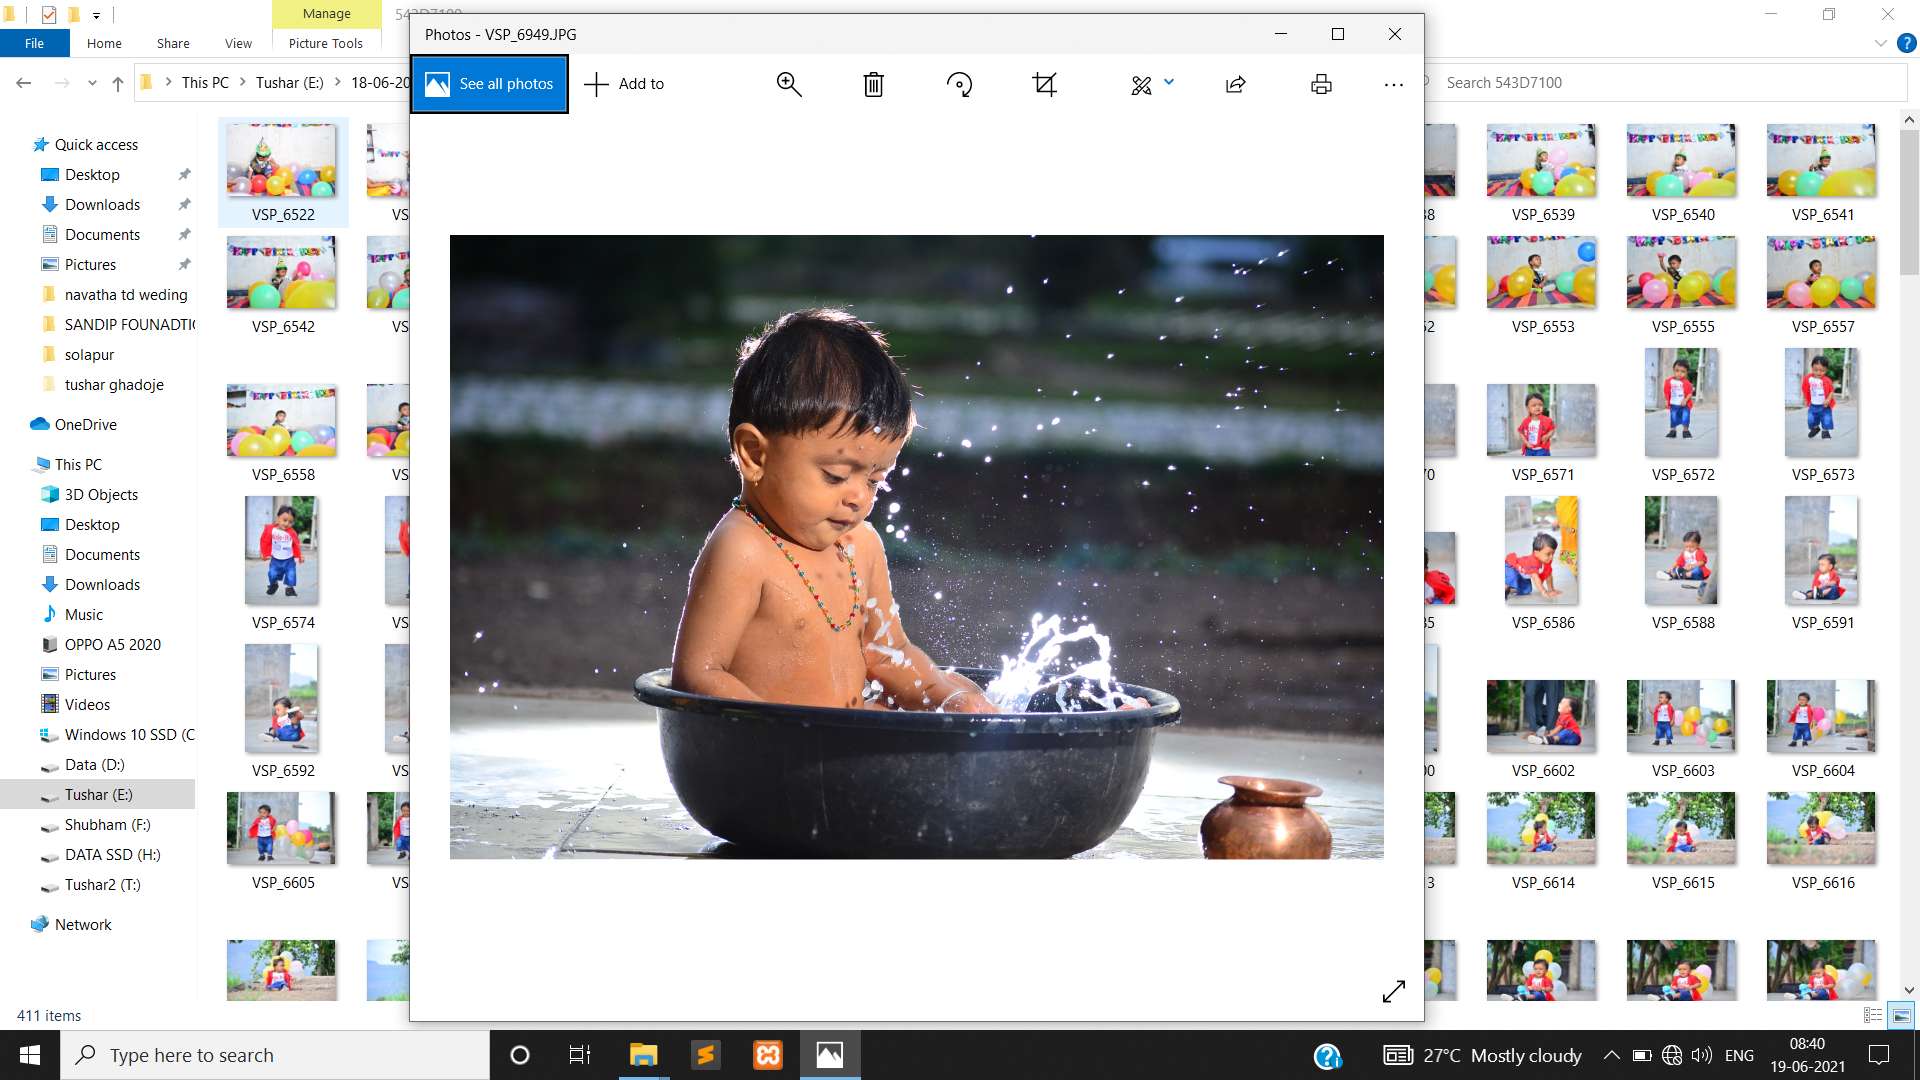 Manage
543D7100
File
Home
Share
View
Picture Tools
This PC
Tushar (E:)
18-06-20
Search 543D7100
Photos - VSP_6949.JPG
See all photos
Add to
Quick access
Desktop
Downloads
Documents
Pictures
navatha td weding
SANDIP FOUNADTIO
solapur
tushar ghadoje
OneDrive
This PC
3D Objects
Desktop
Documents
Downloads
Music
OPPO A5 2020
Pictures
Videos
Windows 10 SSD (C
Data (D:)
Tushar (E:)
Shubham (F:)
DATA SSD (H:)
Tushar2 (T:)
Network
VSP_6522
VS
38
VSP_6539
VSP_6540
VSP_6541
VSP_6542
VS
52
VSP_6553
VSP_6555
VSP_6557
VSP_6558
VS
70
VSP_6571
VSP_6572
VSP_6573
VSP_6574
VS
85
VSP_6586
VSP_6588
VSP_6591
VSP_6592
VS
00
VSP_6602
VSP_6603
VSP_6604
VSP_6605
VS
13
VSP_6614
VSP_6615
VSP_6616
411 items
Type here to search
27°C Mostly cloudy
ENG
08:40
19-06-2021